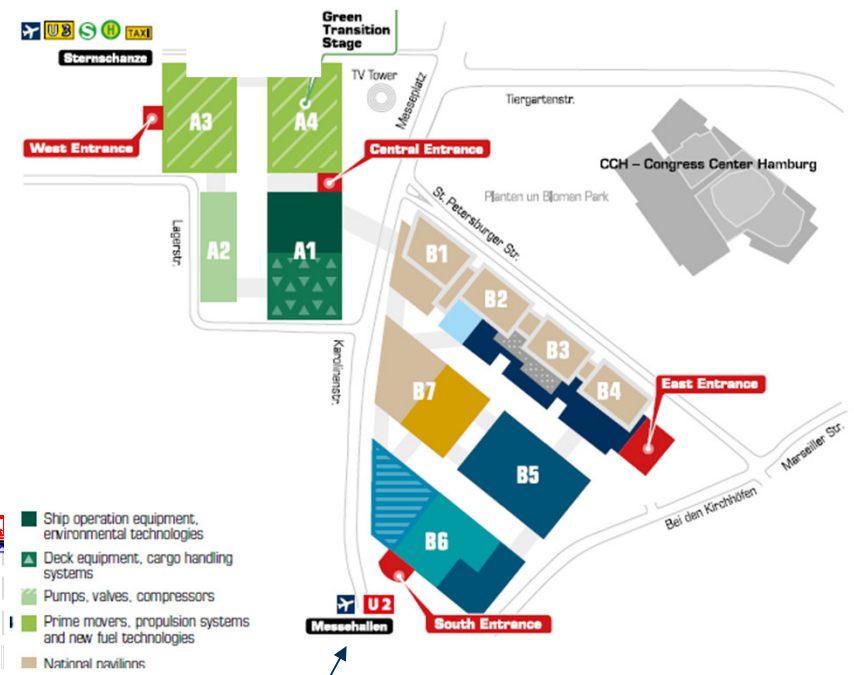 Green
Transition
Stage
U3 S H TAXI
Sternschanze
TV Tower
Messeplatz
Tiergartenstr.
A3
A4
West Entrance
Central Entrance
CCH – Congress Center Hamburg
Planten un Blomen Park
St. Petersburger Str.
Lagerstr.
A2
A1
B1
B2
B3
B4
Karolinenstr.
B7
East Entrance
Marseiller Str.
B5
Bei den Kirchhöfen
B6
Ship operation equipment,
environmental technologies
Deck equipment, cargo handling
systems
Pumps, valves, compressors
Prime movers, propulsion systems
and new fuel technologies
National pavilions
U2
Messehallen
South Entrance